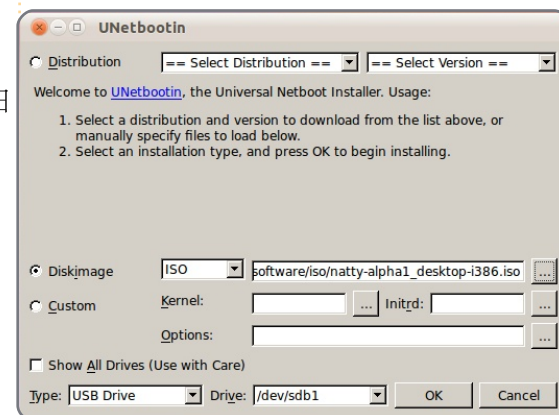 UNetbootin
Distribution == Select Distribution == == Select Version ==
Welcome to UNetbootin, the Universal Netboot Installer. Usage:
1. Select a distribution and version to download from the list above, or
manually specify files to load below.
2. Select an installation type, and press OK to begin installing.
Diskimage ISO software/iso/natty-alpha1_desktop-i386.iso ...
Custom Kernel: ... Initrd: ...
Options: ...
Show All Drives (Use with Care)
Type: USB Drive Drive: /dev/sdb1 OK Cancel